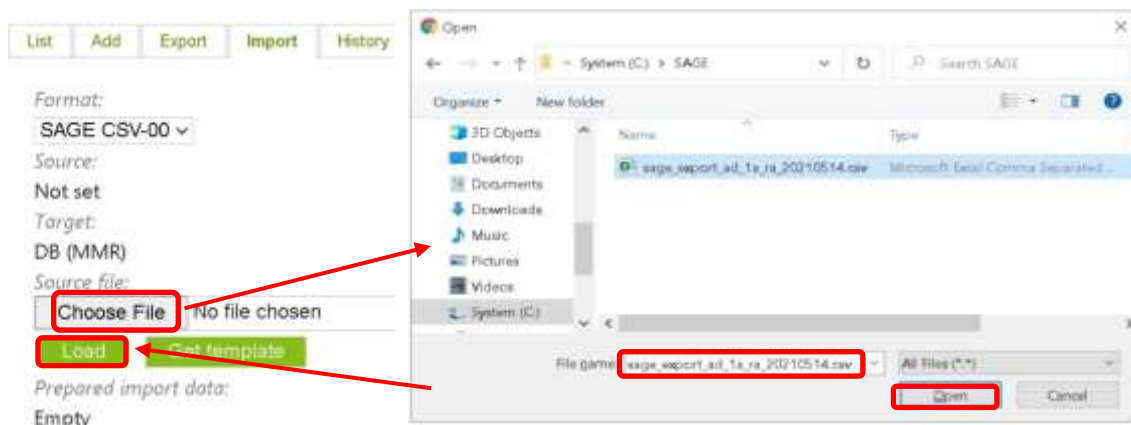 List Add Export Import History
Format:
SAGE CSV-00
Source:
Not set
Target:
DB (MMR)
Source file:
Choose File No file chosen
Load Get template
Prepared import data:
Empty
Open
System (C:) > SAGE
Search SAGE
Organize New folder
3D Objects
Desktop
Documents
Downloads
Music
Pictures
Videos
System (C:)
Name Type
sage_export_ad_1a_ra_20210514.csv Microsoft Excel Comma Separated ...
File name: sage_export_ad_1a_ra_20210514.csv All Files (*.*)
Open Cancel